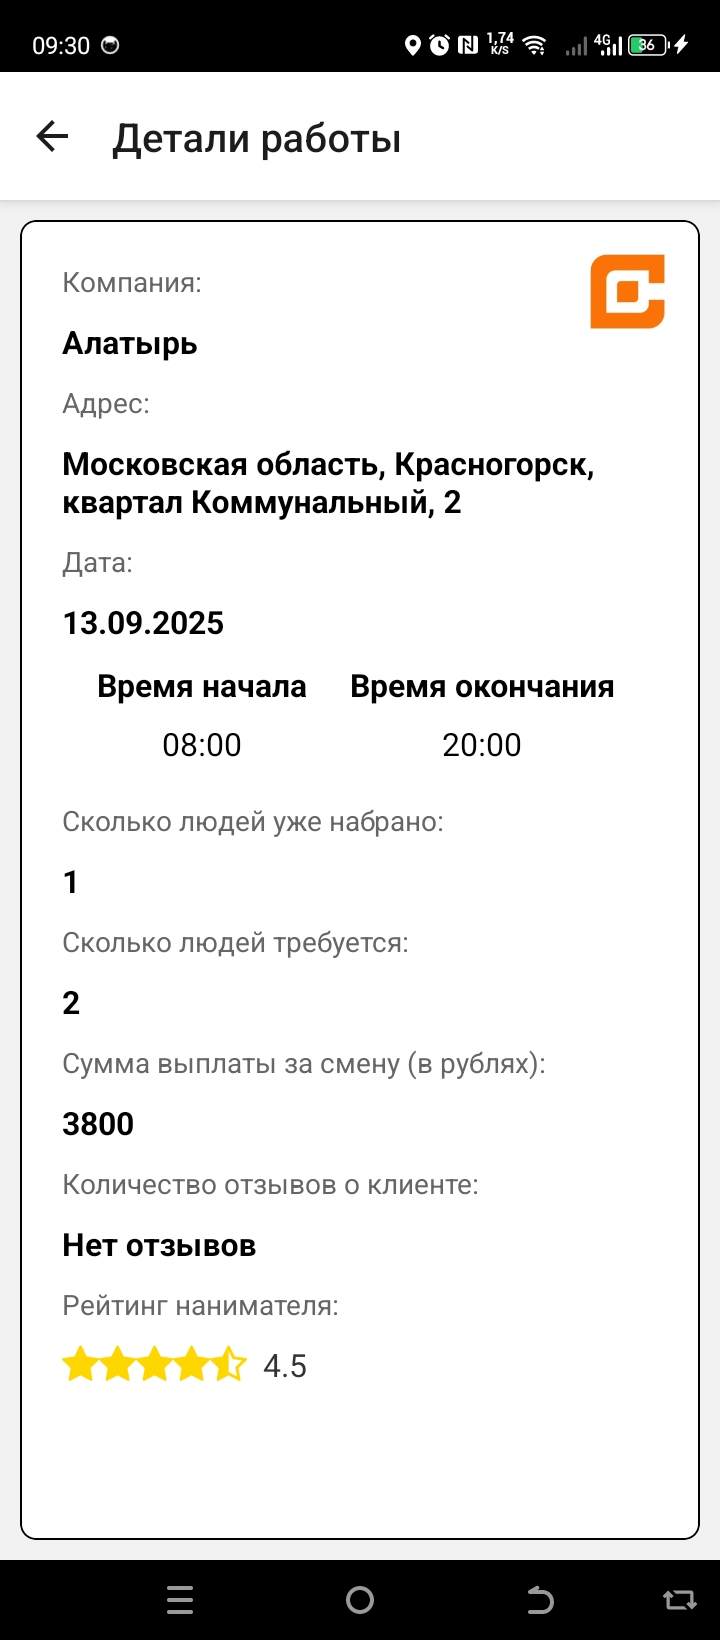 09:30
1,74 K/S 4G 36
Детали работы
Компания:
Алатырь
Адрес:
Московская область, Красногорск,
квартал Коммунальный, 2
Дата:
13.09.2025
Время начала Время окончания
08:00 20:00
Сколько людей уже набрано:
1
Сколько людей требуется:
2
Сумма выплаты за смену (в рублях):
3800
Количество отзывов о клиенте:
Нет отзывов
Рейтинг нанимателя:
4.5